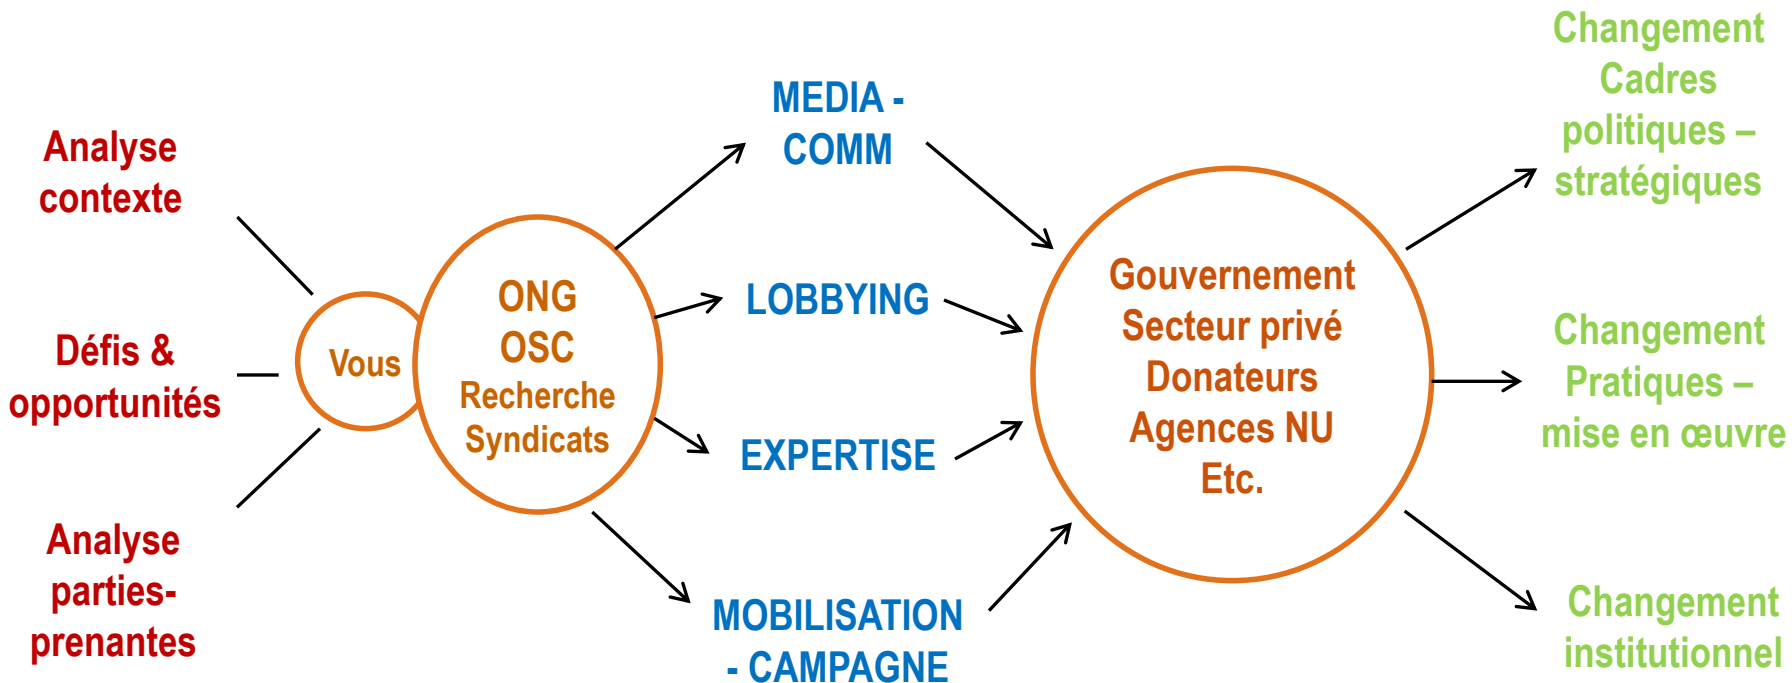 Analyse
contexte
Défis &
opportunités
Analyse
parties-
prenantes
Vous
ONG
OSC
Recherche
Syndicats
MEDIA -
COMM
LOBBYING
EXPERTISE
MOBILISATION
- CAMPAGNE
Gouvernement
Secteur privé
Donateurs
Agences NU
Etc.
Changement
Cadres
politiques –
stratégiques
Changement
Pratiques –
mise en œuvre
Changement
institutionnel